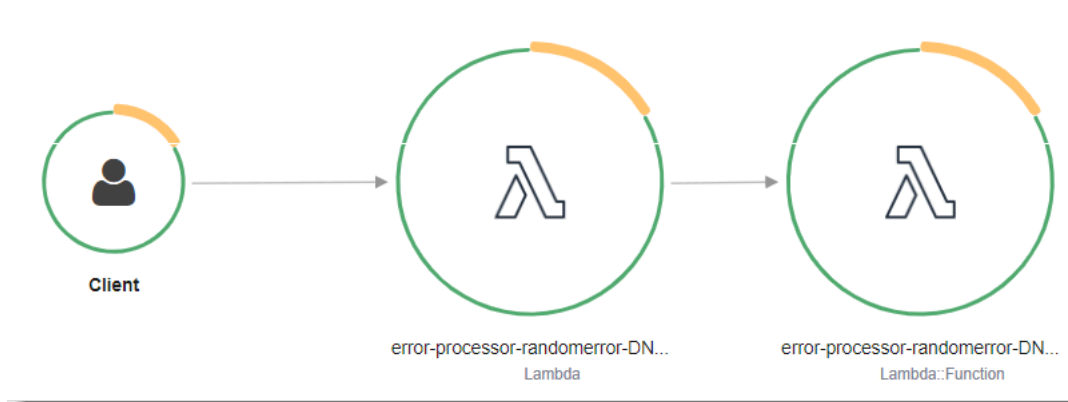 Client
error-processor-randomerror-DN...
Lambda
error-processor-randomerror-DN...
Lambda::Function